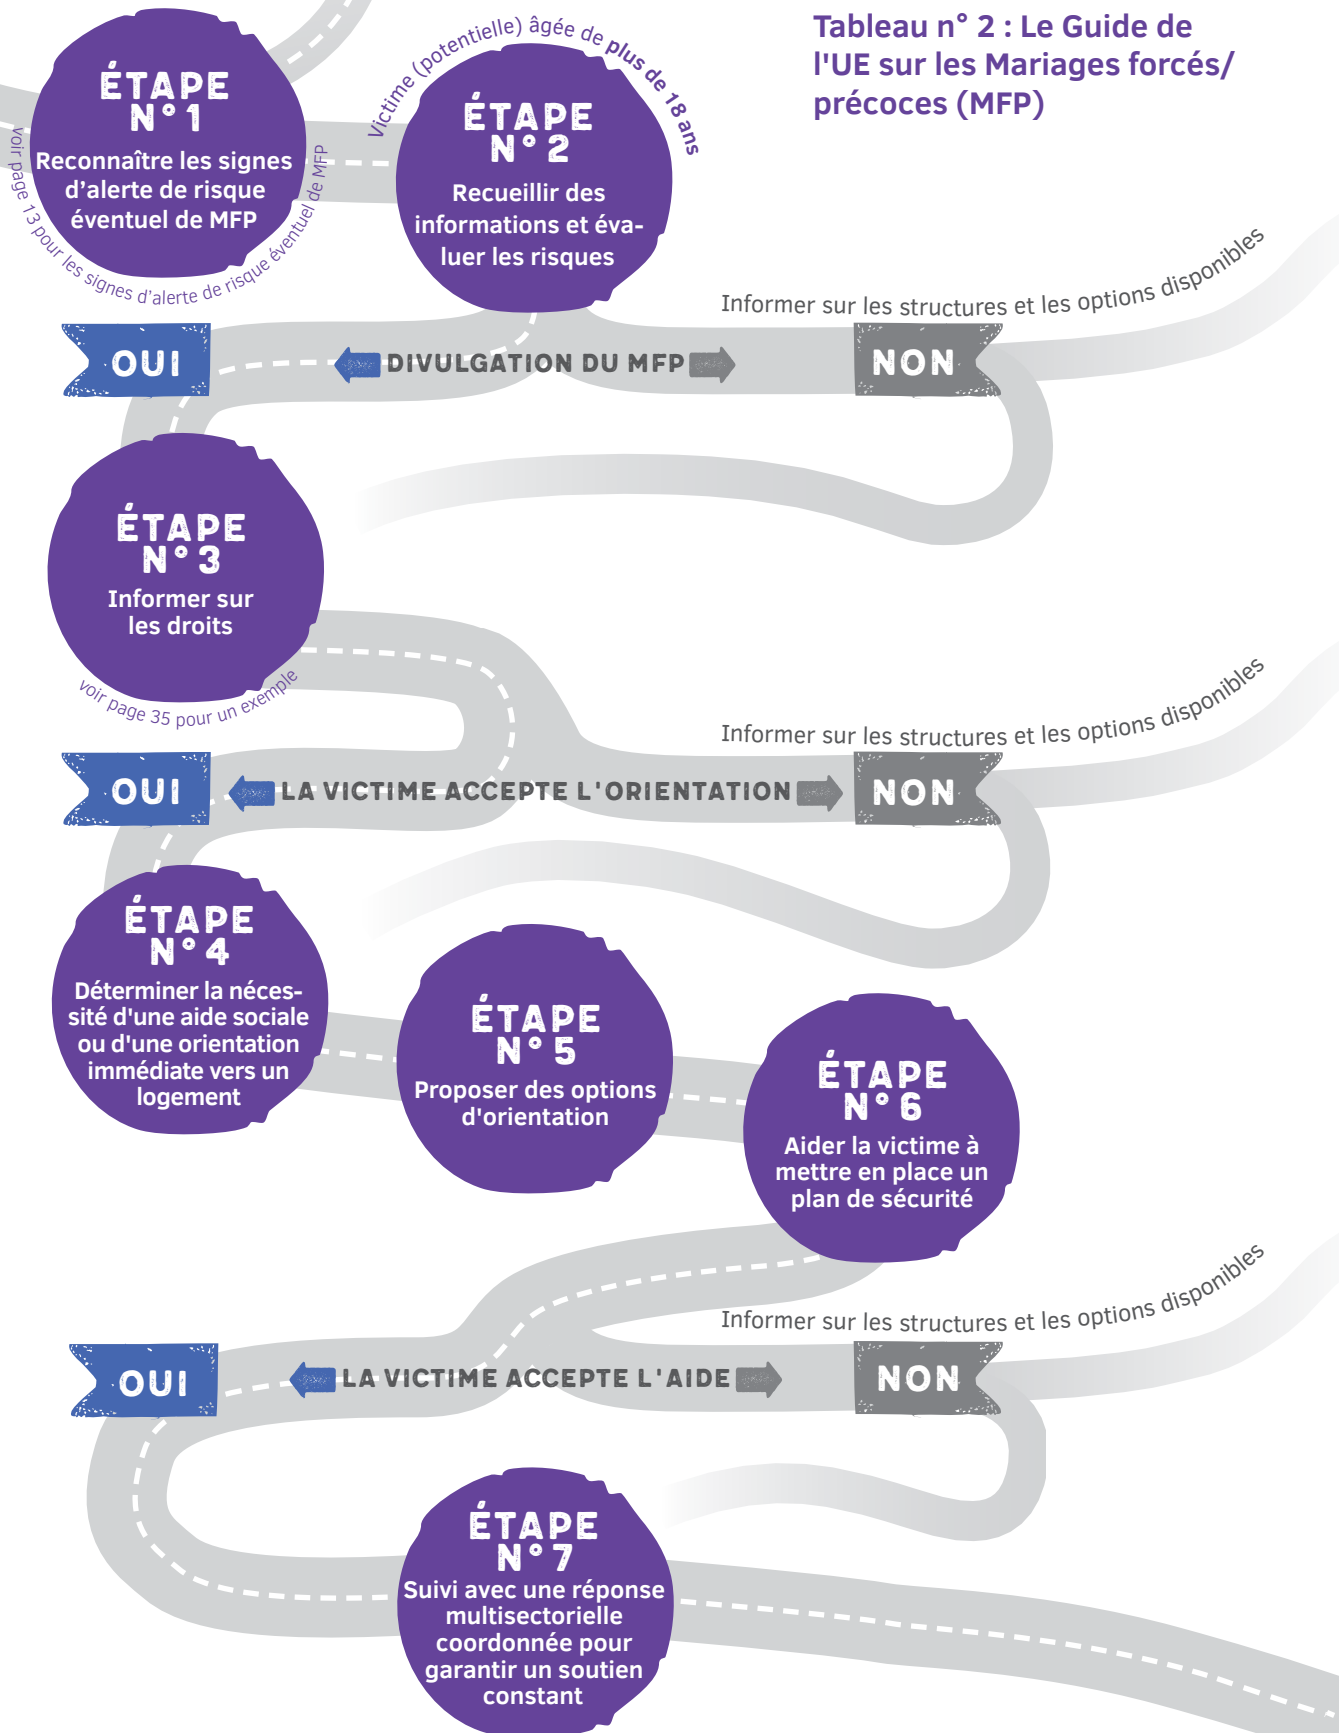 Tableau n° 2 : Le Guide de
l'UE sur les Mariages forcés/
précoces (MFP)
ÉTAPE
N° 1
Reconnaître les signes
d’alerte de risque
éventuel de MFP
voir page 13 pour les signes d’alerte de risque éventuel de MFP
Victime (potentielle) âgée de plus de 18 ans
ÉTAPE
N° 2
Recueillir des
informations et éva-
luer les risques
Informer sur les structures et les options disponibles
OUI
DIVULGATION DU MFP
NON
ÉTAPE
N° 3
Informer sur
les droits
voir page 35 pour un exemple
Informer sur les structures et les options disponibles
OUI
LA VICTIME ACCEPTE L'ORIENTATION
NON
ÉTAPE
N° 4
Déterminer la néces-
sité d'une aide sociale
ou d'une orientation
immédiate vers un
logement
ÉTAPE
N° 5
Proposer des options
d'orientation
ÉTAPE
N° 6
Aider la victime à
mettre en place un
plan de sécurité
Informer sur les structures et les options disponibles
OUI
LA VICTIME ACCEPTE L'AIDE
NON
ÉTAPE
N° 7
Suivi avec une réponse
multisectorielle
coordonnée pour
garantir un soutien
constant